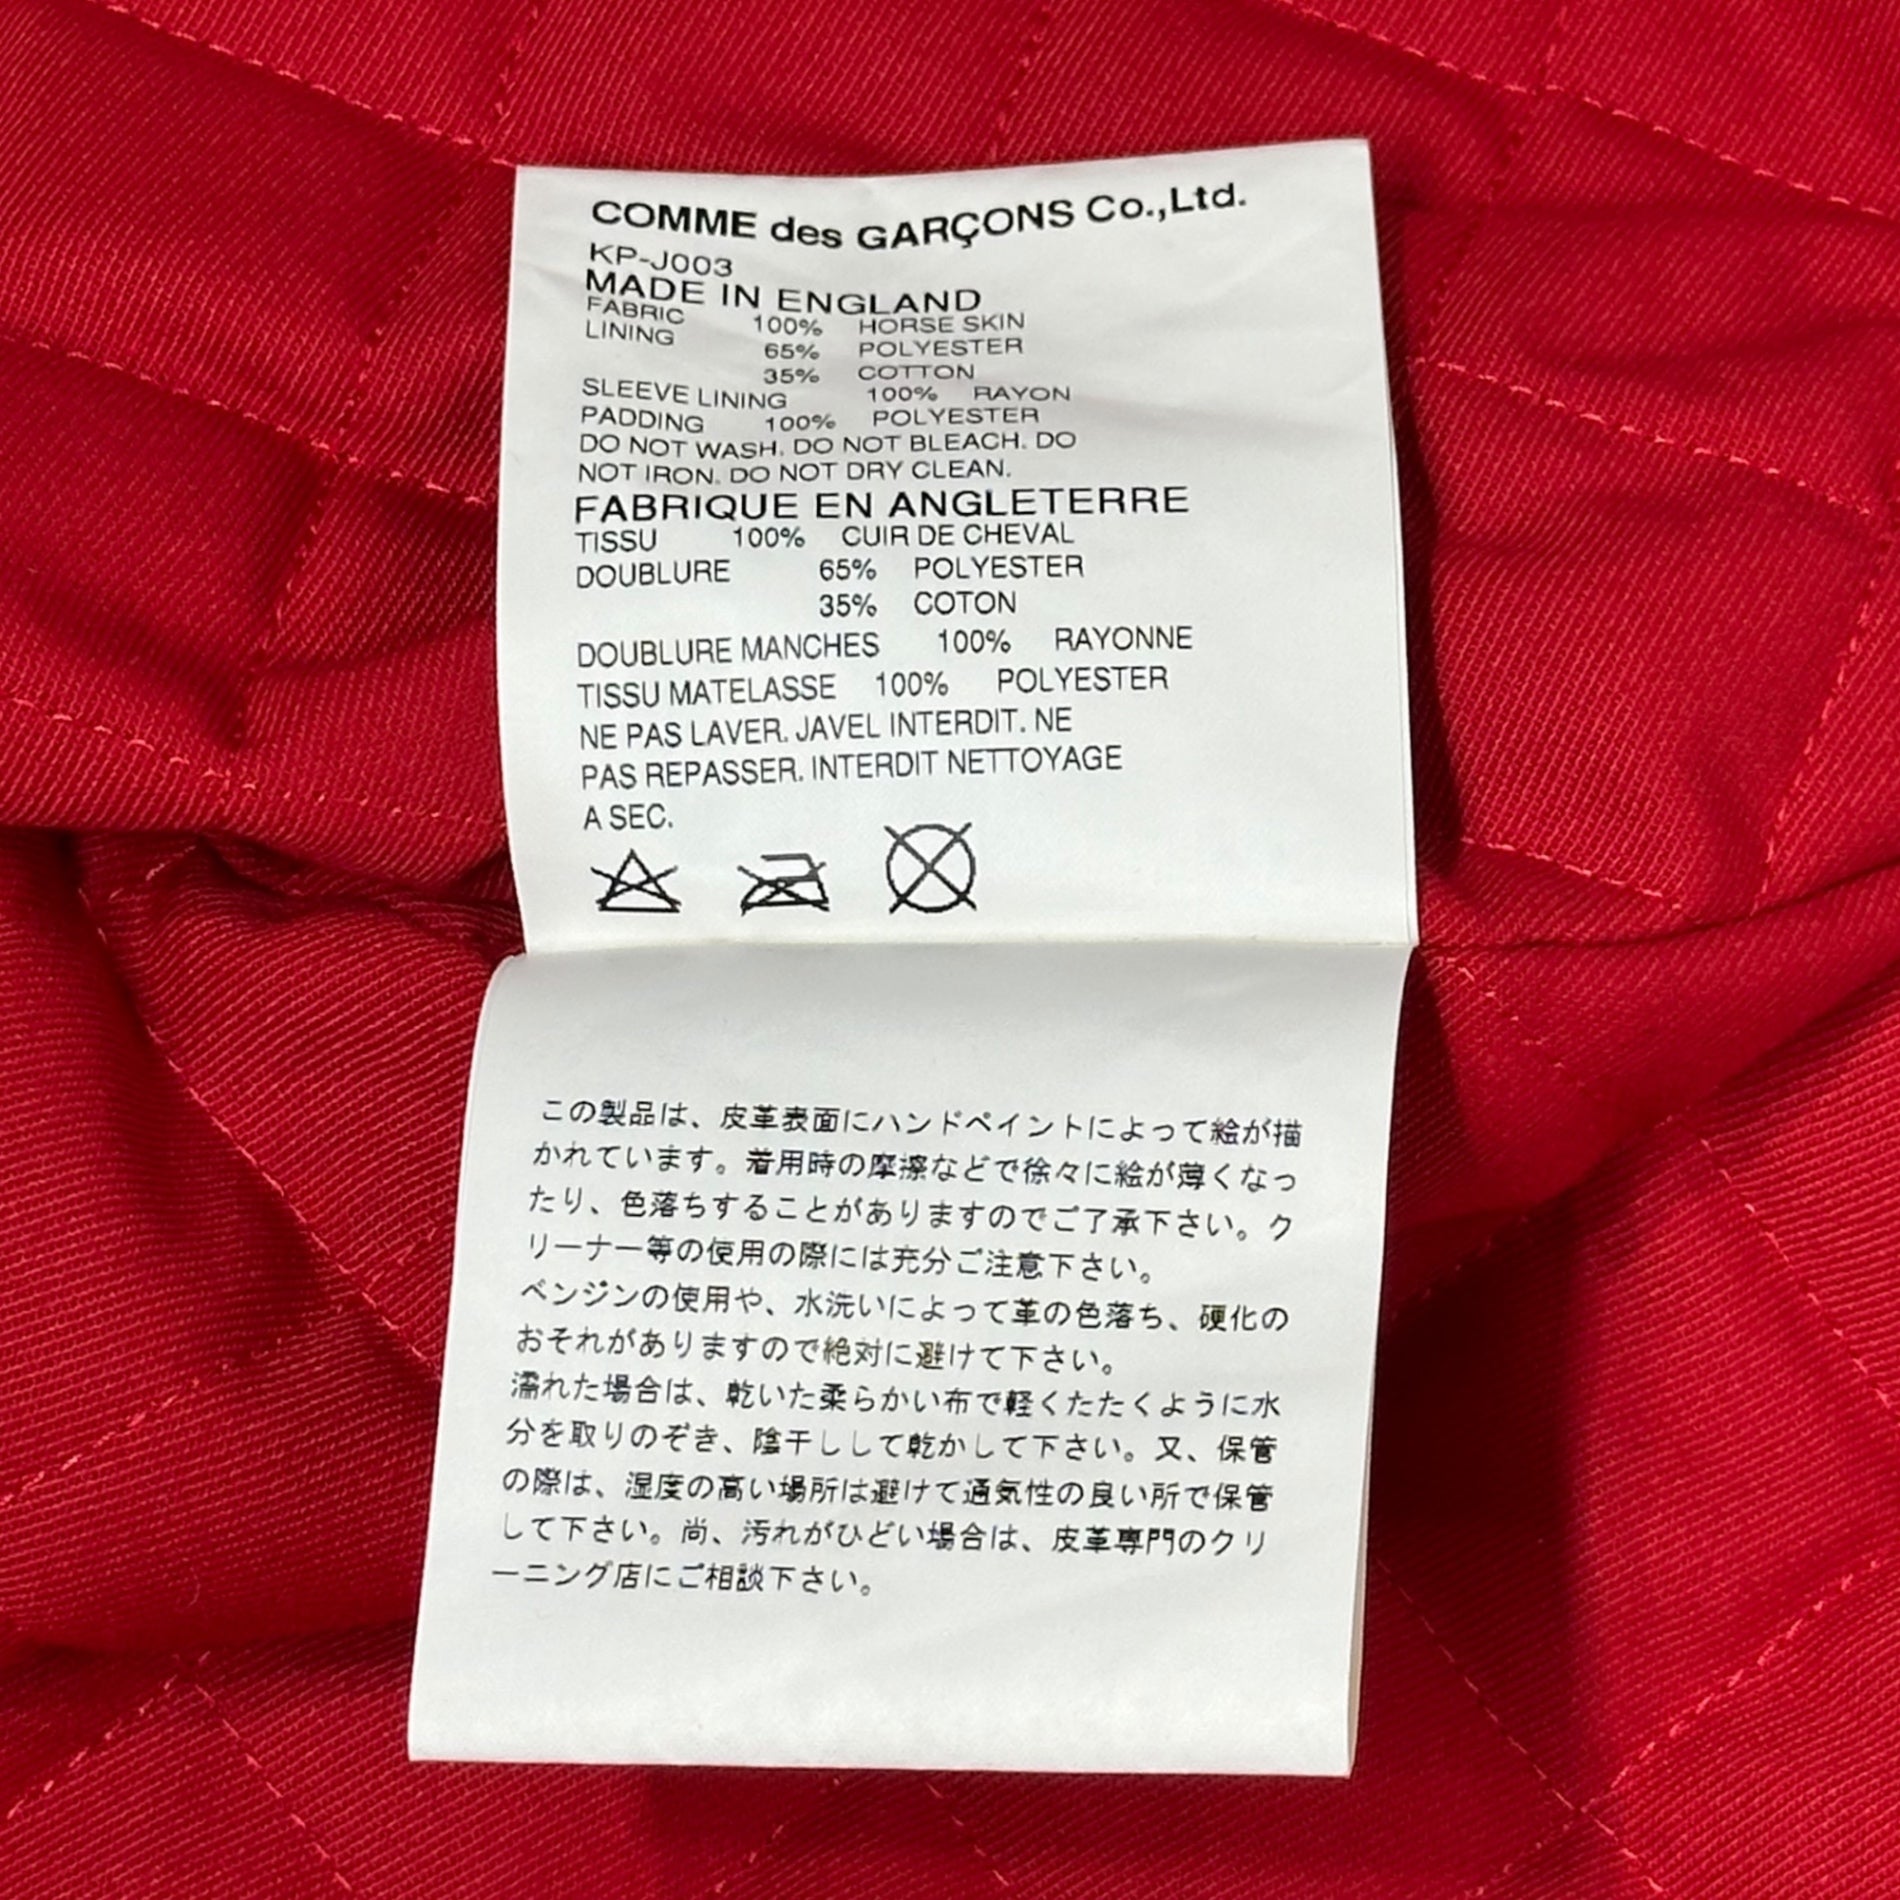 COMME des GARÇONS Co.,Ltd.
KP-J003
MADE IN ENGLAND
FABRIC 100% HORSE SKIN
LINING 65% POLYESTER
35% COTTON
SLEEVE LINING 100% RAYON
PADDING 100% POLYESTER
DO NOT WASH. DO NOT BLEACH. DO
NOT IRON. DO NOT DRY CLEAN.
FABRIQUE EN ANGLETERRE
TISSU 100% CUIR DE CHEVAL
DOUBLURE 65% POLYESTER
35% COTON
DOUBLURE MANCHES 100% RAYONNE
TISSU MATELASSE 100% POLYESTER
NE PAS LAVER. JAVEL INTERDIT. NE
PAS REPASSER. INTERDIT NETTOYAGE
A SEC.
この製品は、皮革表面にハンドペイントによって絵が描
かれています。着用時の摩擦などで徐々に絵が薄くなっ
たり、色落ちすることがありますのでご了承下さい。ク
リーナー等の使用の際には充分ご注意下さい。
ベンジンの使用や、水洗いによって革の色落ち、硬化の
おそれがありますので絶対に避けて下さい。
濡れた場合は、乾いた柔らかい布で軽くたたくように水
分を取りのぞき、陰干しして乾かして下さい。又、保管
の際は、湿度の高い場所は避けて通気性の良い所で保管
して下さい。尚、汚れがひどい場合は、皮革専門のクリ
ーニング店にご相談下さい。